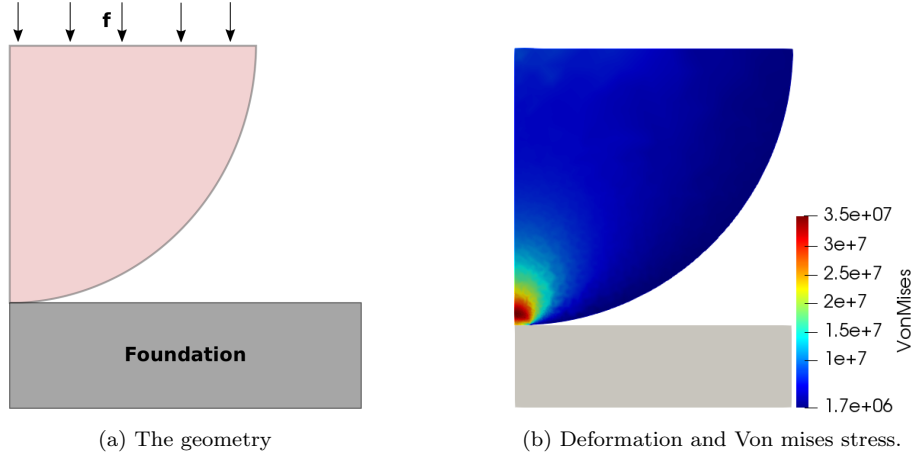 f
Foundation
3.5e+07
3e+7
2.5e+7
2e+7
1.5e+7
1e+7
1.7e+06
VonMises
(a) The geometry
(b) Deformation and Von mises stress.